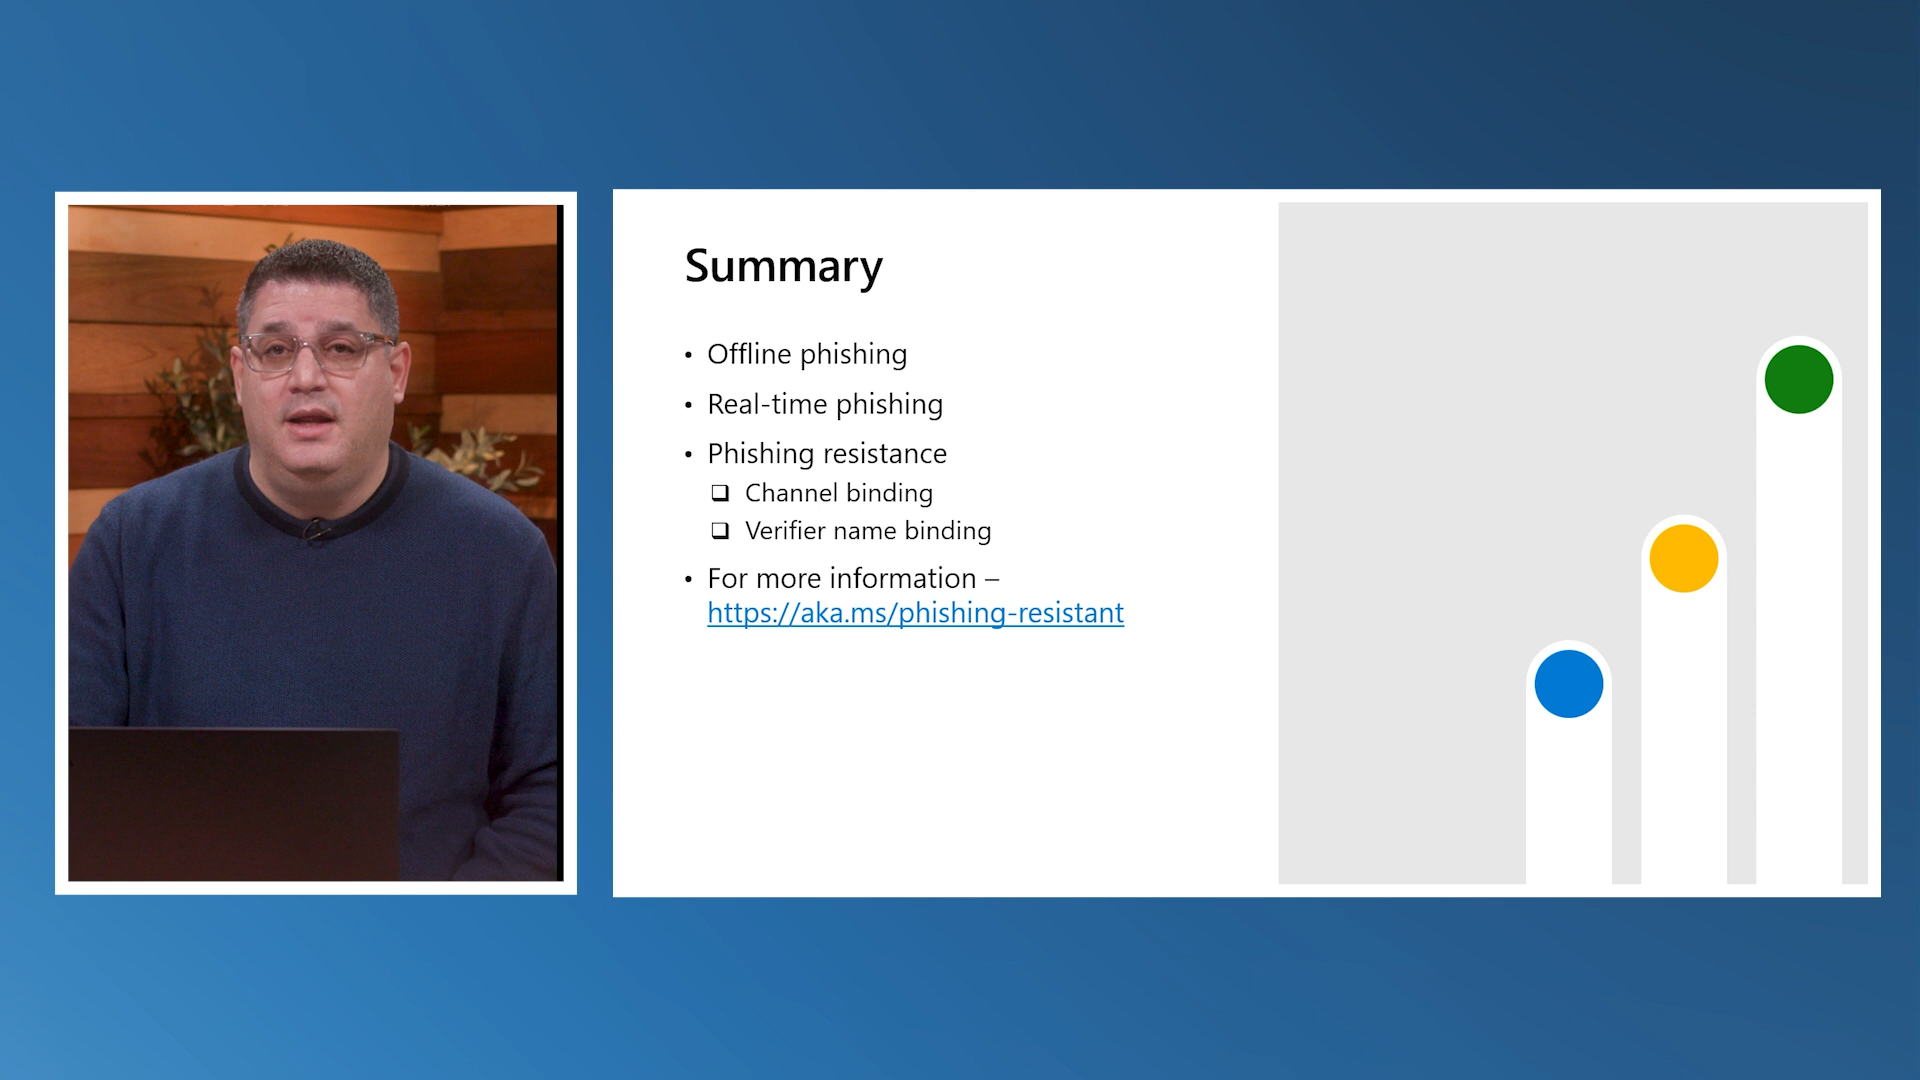 Summary
• Offline phishing
• Real-time phishing
• Phishing resistance
❑ Channel binding
❑ Verifier name binding
• For more information –
https://aka.ms/phishing-resistant